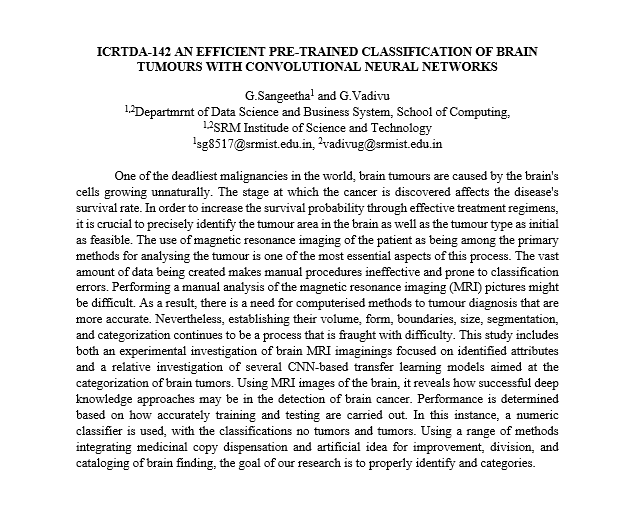 ICRTDA-142 AN EFFICIENT PRE-TRAINED CLASSIFICATION OF BRAIN
TUMOURS WITH CONVOLUTIONAL NEURAL NETWORKS
G.Sangeetha¹ and G.Vadivu
¹,²Departmrnt of Data Science and Business System, School of Computing,
¹,²SRM Institude of Science and Technology
¹sg8517@srmist.edu.in, ²vadivug@srmist.edu.in
One of the deadliest malignancies in the world, brain tumours are caused by the brain's
cells growing unnaturally. The stage at which the cancer is discovered affects the disease's
survival rate. In order to increase the survival probability through effective treatment regimens,
it is crucial to precisely identify the tumour area in the brain as well as the tumour type as initial
as feasible. The use of magnetic resonance imaging of the patient as being among the primary
methods for analysing the tumour is one of the most essential aspects of this process. The vast
amount of data being created makes manual procedures ineffective and prone to classification
errors. Performing a manual analysis of the magnetic resonance imaging (MRI) pictures might
be difficult. As a result, there is a need for computerised methods to tumour diagnosis that are
more accurate. Nevertheless, establishing their volume, form, boundaries, size, segmentation,
and categorization continues to be a process that is fraught with difficulty. This study includes
both an experimental investigation of brain MRI imaginings focused on identified attributes
and a relative investigation of several CNN-based transfer learning models aimed at the
categorization of brain tumors. Using MRI images of the brain, it reveals how successful deep
knowledge approaches may be in the detection of brain cancer. Performance is determined
based on how accurately training and testing are carried out. In this instance, a numeric
classifier is used, with the classifications no tumors and tumors. Using a range of methods
integrating medicinal copy dispensation and artificial idea for improvement, division, and
cataloging of brain finding, the goal of our research is to properly identify and categories.